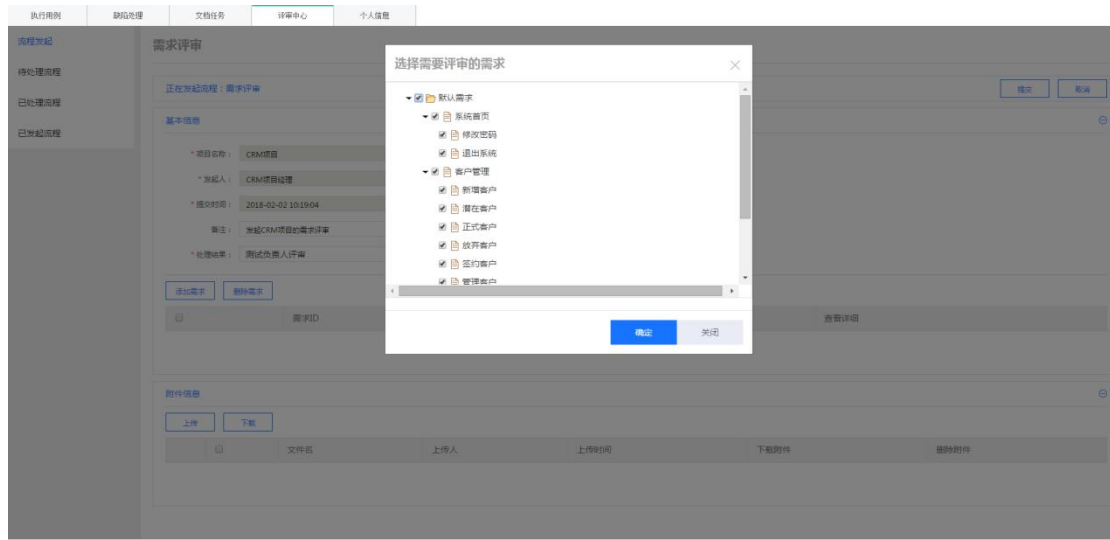 执行用例 缺陷处理 文档任务 评审中心 个人信息
流程发起
待处理流程
已处理流程
已发起流程
需求评审
正在发起流程：需求评审
提交 取消
基本信息
* 项目名称： CRM项目
* 发起人： CRM项目经理
* 提交时间： 2018-02-02 10:19:04
备注： 发起CRM项目的需求评审
* 处理结果： 测试负责人评审
添加需求 删除需求
需求ID 查看详细
选择需要评审的需求
默认需求
系统首页
修改密码
退出系统
客户管理
新增客户
潜在客户
正式客户
放弃客户
签约客户
管理客户
确定 关闭
附件信息
上传 下载
文件名 上传人 上传时间 下载附件 删除附件